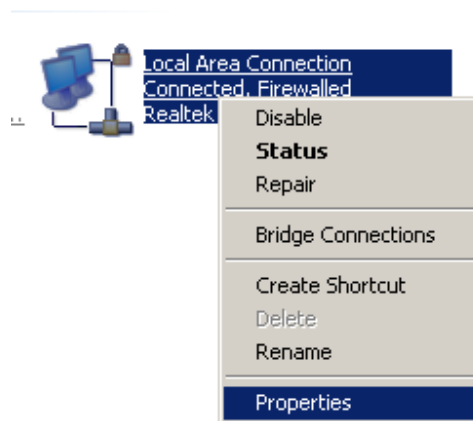 Local Area Connection
Connected, Firewalled
Realtek
Disable
Status
Repair
Bridge Connections
Create Shortcut
Delete
Rename
Properties